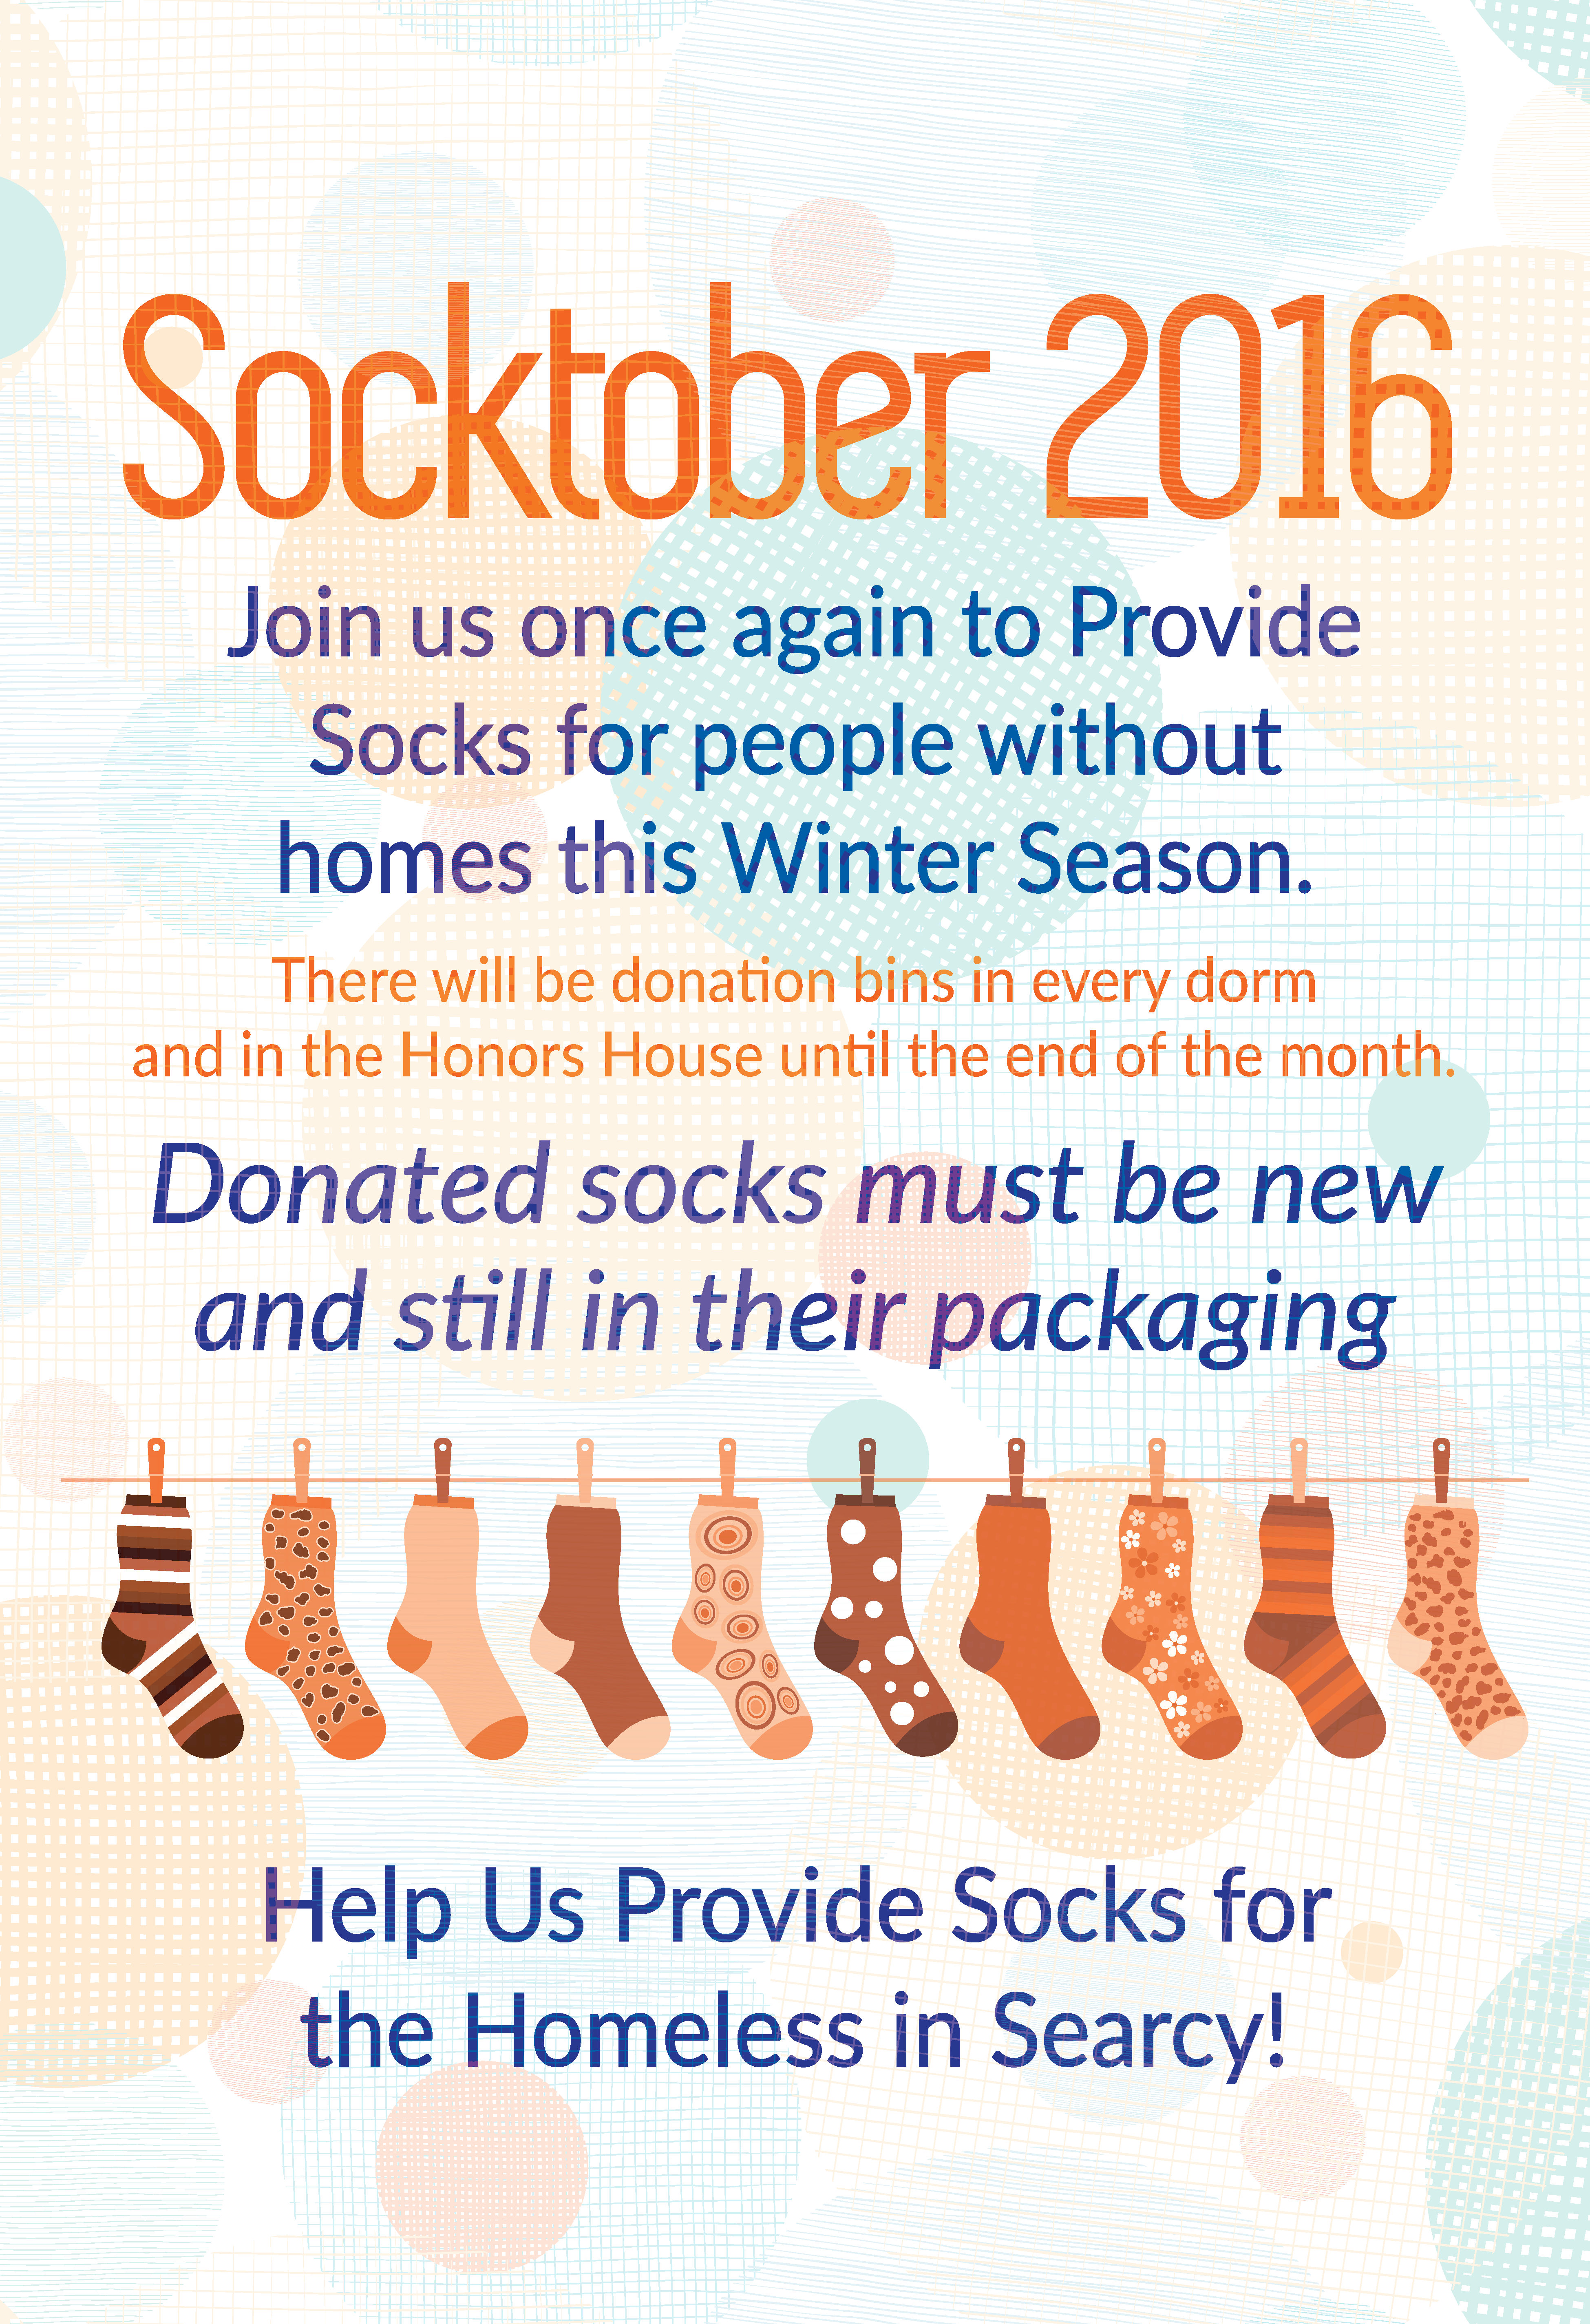 Socktober 2016
Join us once again to Provide
Socks for people without
homes this Winter Season.
There will be donation bins in every dorm
and in the Honors House until the end of the month.
Donated socks must be new
and still in their packaging
Help Us Provide Socks for
the Homeless in Searcy!